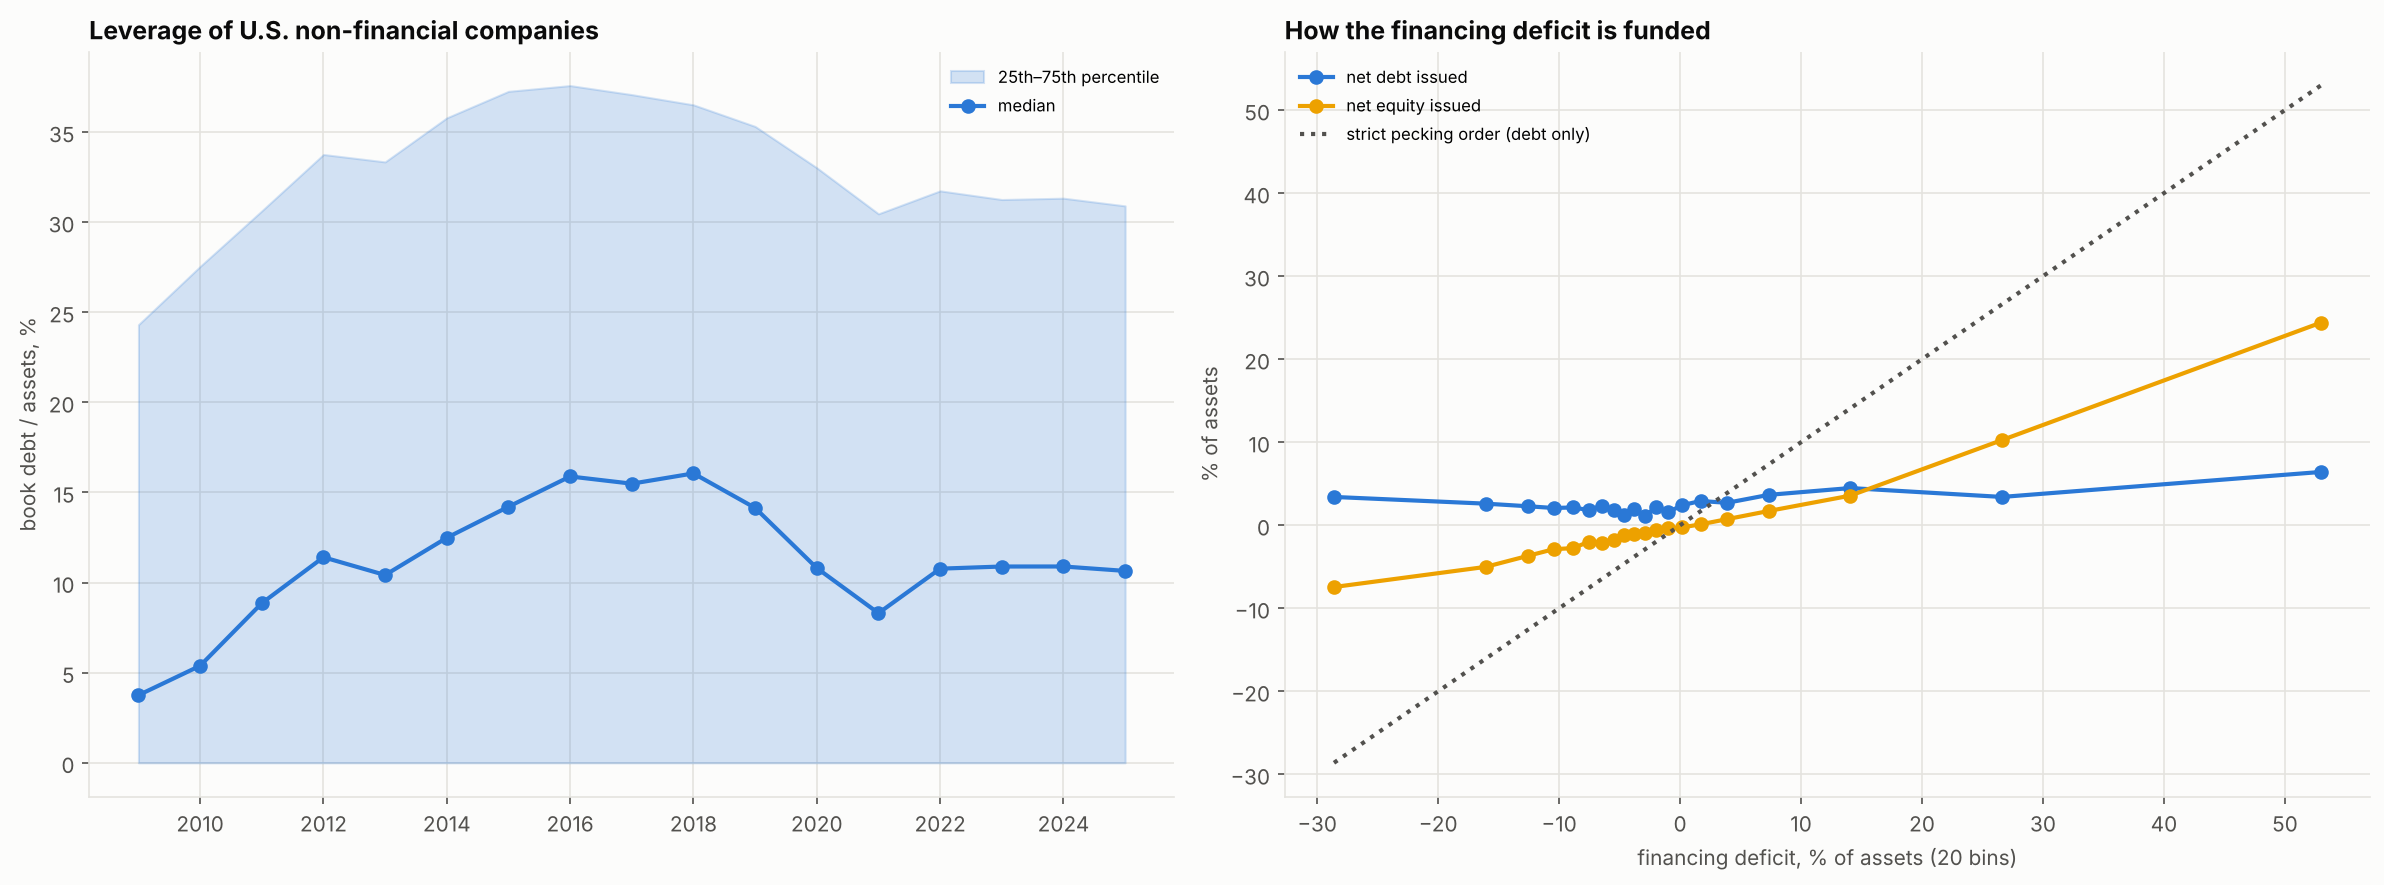 Leverage of U.S. non-financial companies
25th–75th percentile
median
book debt / assets, %
35
30
25
20
15
10
5
0
2010 2012 2014 2016 2018 2020 2022 2024
How the financing deficit is funded
net debt issued
net equity issued
strict pecking order (debt only)
% of assets
50
40
30
20
10
0
−10
−20
−30
−30 −20 −10 0 10 20 30 40 50
financing deficit, % of assets (20 bins)